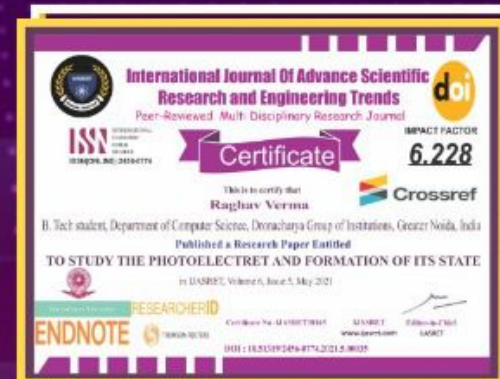 International Journal Of Advance Scientific
Research and Engineering Trends
Peer-Reviewed Multi Disciplinary Research Journal
doi
ISSN
IMPACT FACTOR
6.228
Certificate
Crossref
This is to certify that
Raghav Verma
B. Tech student, Department of Computer Science, Dronacharya Group of Institutions, Greater Noida, India
Published a Research Paper Entitled
TO STUDY THE PHOTOELECTRET AND FORMATION OF ITS STATE
in IJASRET, Volume 6, Issue 5, May 2021
RESEARCHERID
ENDNOTE
THOMSON REUTERS
IJASRET
www.ijasret.com
Editor-in-Chief
IJASRET